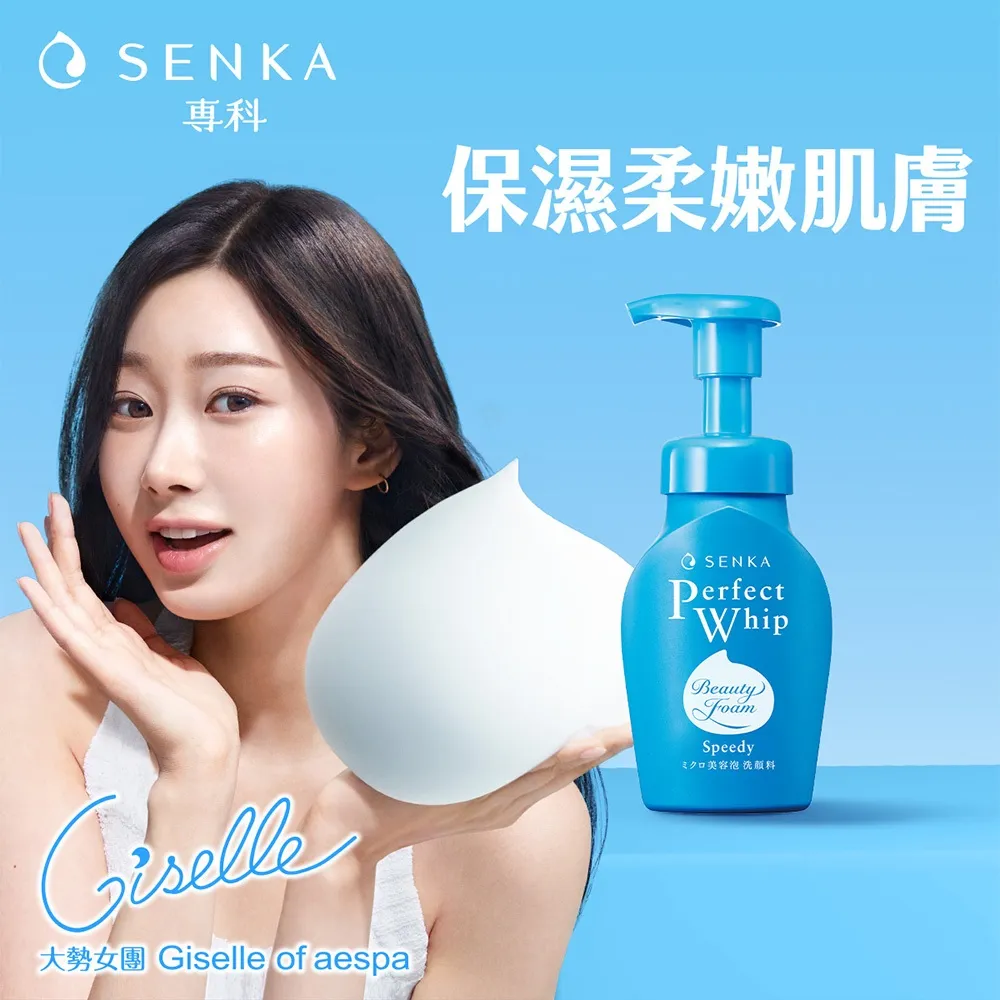 SENKA
専科
保濕柔嫩肌膚
SENKA
Perfect
Whip
Beauty
Foam
Speedy
ミクロ美容泡 洗顔料
Giselle
大勢女團 Giselle of aespa